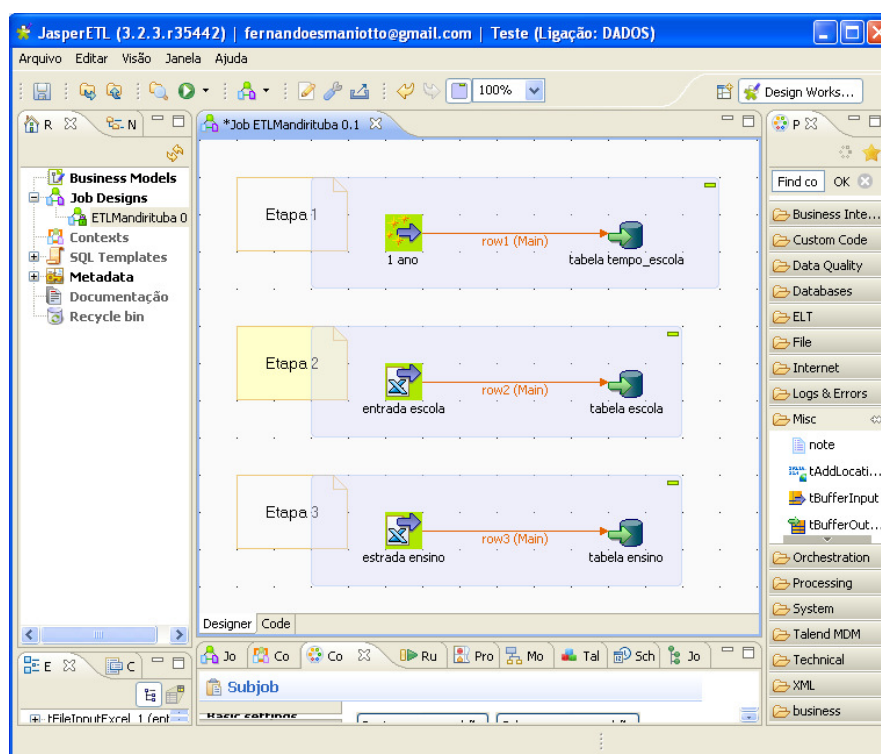 JasperETL (3.2.3.r35442) | fernandoesmaniotto@gmail.com | Teste (Ligação: DADOS)
Arquivo Editar Visão Janela Ajuda
100%
Design Works...
R
N
*Job ETLMandirituba 0.1
P
Business Models
Job Designs
ETLMandirituba 0
Contexts
SQL Templates
Metadata
Documentação
Recycle bin
Etapa 1
1 ano
row1 (Main)
tabela tempo_escola
Etapa 2
entrada escola
row2 (Main)
tabela escola
Etapa 3
estrada ensino
row3 (Main)
tabela ensino
Find co OK
Business Inte...
Custom Code
Data Quality
Databases
ELT
File
Internet
Logs & Errors
Misc
note
tAddLocati...
tBufferInput
tBufferOut...
Orchestration
Processing
System
Talend MDM
Technical
XML
business
Designer Code
E
C
Jo Co Co Ru Pro Mo Tal Sch Jo
Subjob
Basic settings
tFileInputExcel_1 (ent